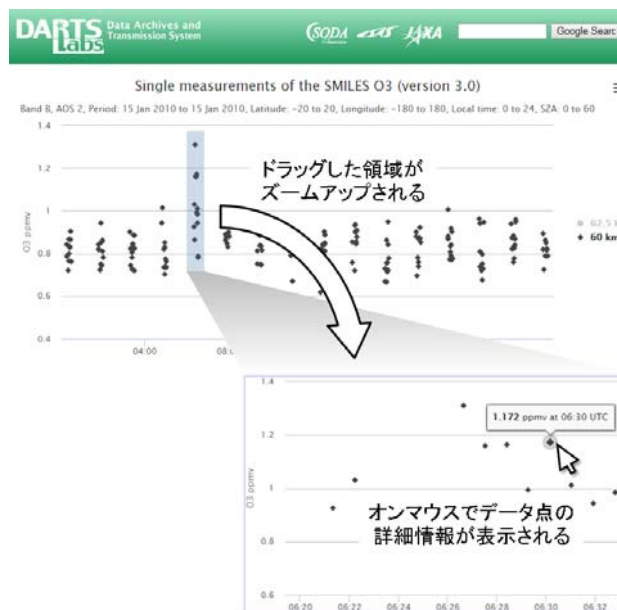 DARTS Data Archives and
Labs Transmission System
SODA JAXA Google Searc
Single measurements of the SMILES O3 (version 3.0)
Band B, AOS 2, Period: 15 Jan 2010 to 15 Jan 2010, Latitude: -20 to 20, Longitude: -180 to 180, Local time: 0 to 24, SZA: 0 to 60
1.4
1.2
1
0.8
0.6
0.4
O3 ppmv
ドラッグした領域が
ズームアップされる
62.5
60 km
04:00 08:0
1.4
1.2
1
0.8
0.6
O3 ppmv
1.172 ppmv at 06:30 UTC
オンマウスでデータ点の
詳細情報が表示される
06:20 06:22 06:24 06:26 06:28 06:30 06:32